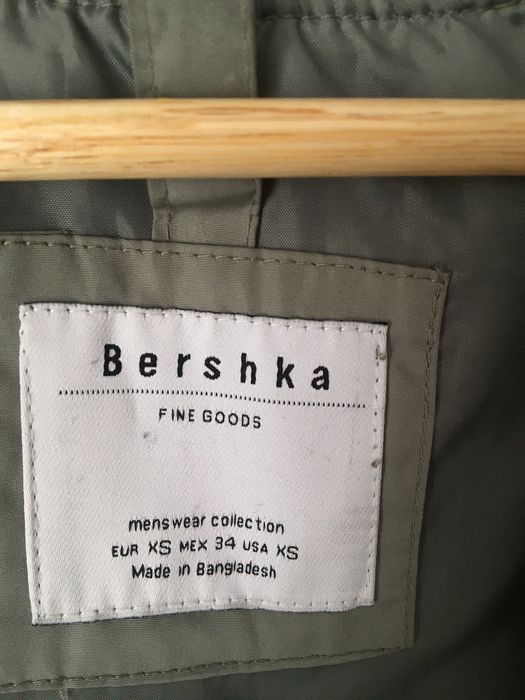 Bershka
FINE GOODS
menswear collection
EUR XS MEX 34 USA XS
Made in Bangladesh